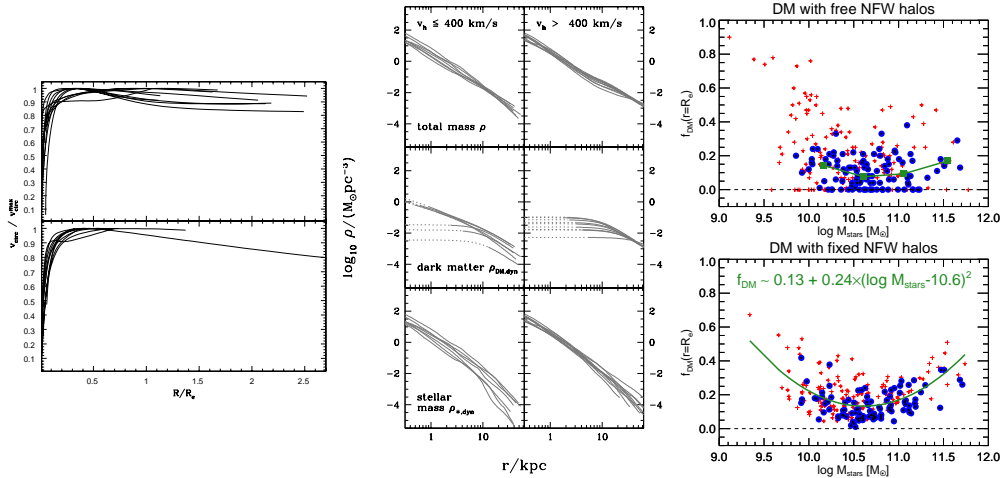 v_circ / v_circ^max
1
0.9
0.8
0.7
0.6
0.5
0.4
0.3
0.2
0.1
1
0.9
0.8
0.7
0.6
0.5
0.4
0.3
0.2
0.1
0.5 1 1.5 2 2.5
R/R_e
log₁₀ ρ / (M⊙pc⁻³)
v_h ≤ 400 km/s
v_h > 400 km/s
2
0
−2
−4
total mass ρ
2
0
−2
−4
2
0
−2
−4
dark matter ρ_DM,dyn
2
0
−2
−4
2
0
−2
−4
stellar
mass ρ_*,dyn
2
0
−2
−4
1 10 1 10
r/kpc
DM with free NFW halos
f_DM(r=R_e)
1.0
0.8
0.6
0.4
0.2
0.0
9.0 9.5 10.0 10.5 11.0 11.5 12.0
log M_stars [M⊙]
DM with fixed NFW halos
f_DM ~ 0.13 + 0.24×(log M_stars-10.6)²
f_DM(r=R_e)
1.0
0.8
0.6
0.4
0.2
0.0
9.0 9.5 10.0 10.5 11.0 11.5 12.0
log M_stars [M⊙]